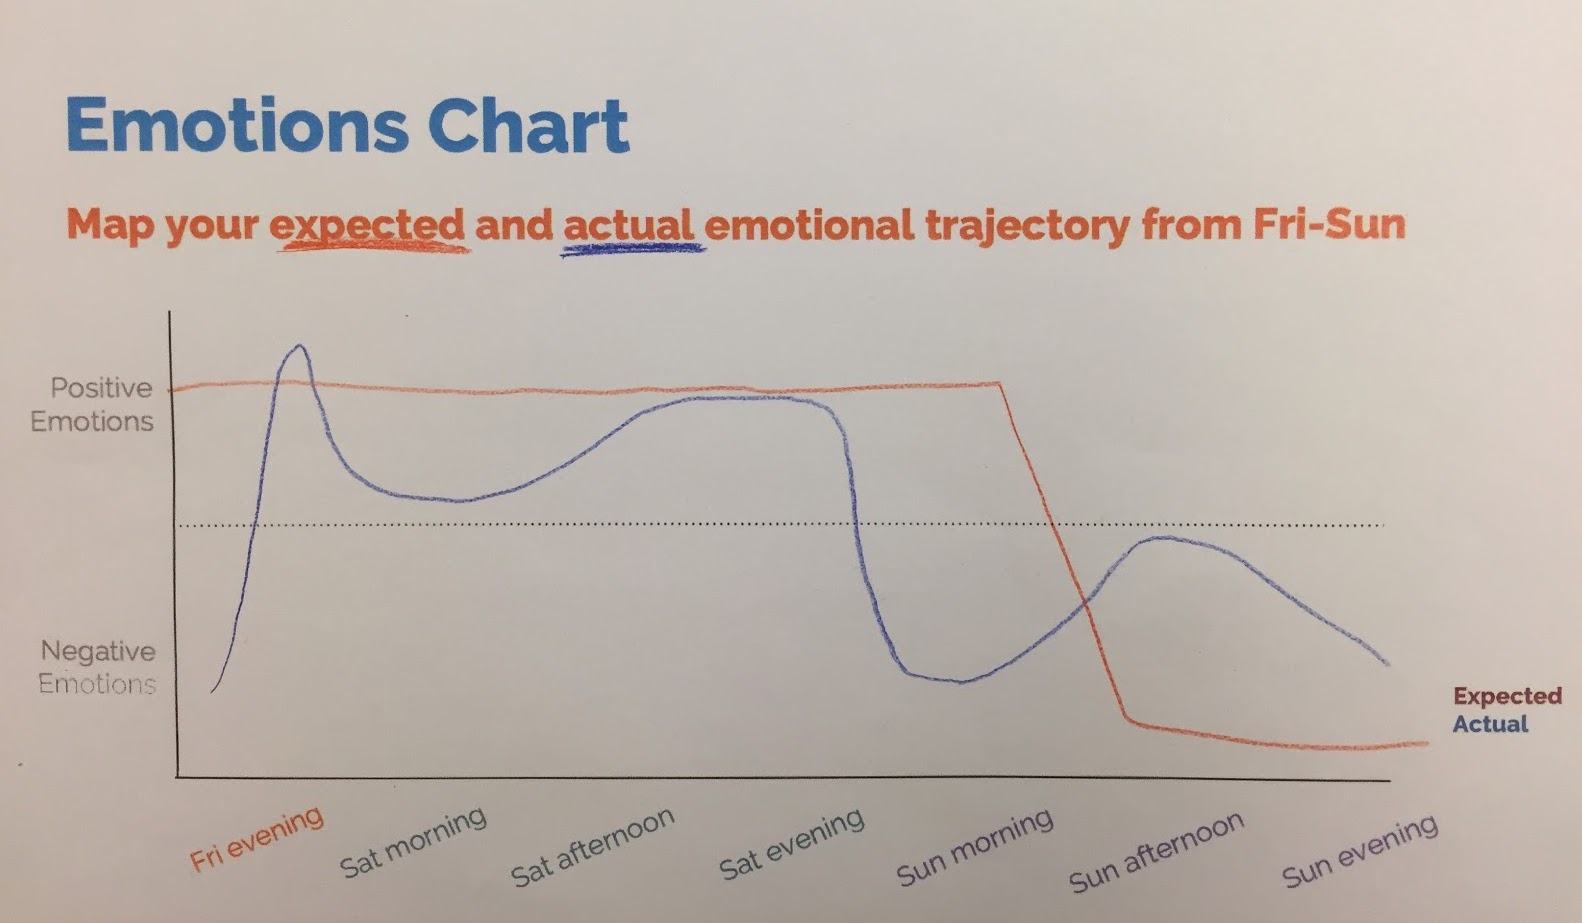 Emotions Chart
Map your expected and actual emotional trajectory from Fri-Sun
Positive
Emotions
Negative
Emotions
Expected
Actual
Fri evening
Sat morning
Sat afternoon
Sat evening
Sun morning
Sun afternoon
Sun evening